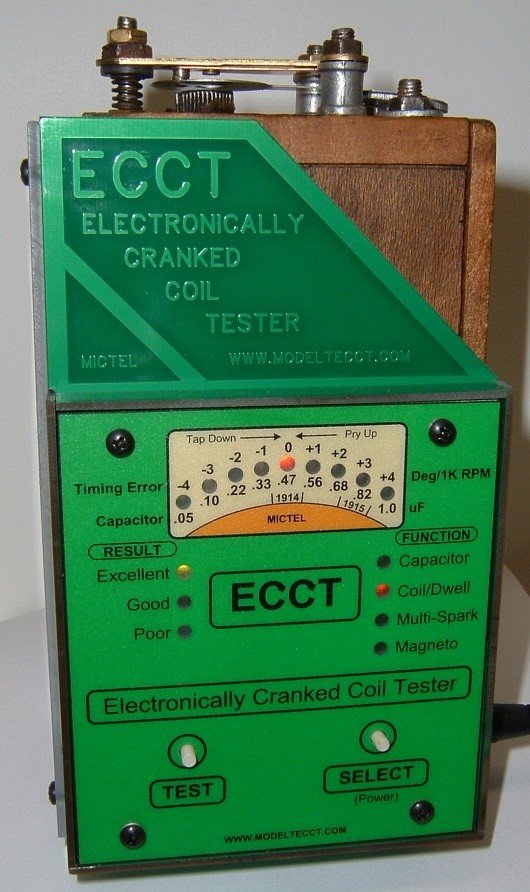 ECCT
ELECTRONICALLY
CRANKED
COIL
TESTER
MICTEL
WWW.MODELTECCT.COM
Tap Down
Pry Up
-4 -3 -2 -1 0 +1 +2 +3 +4
Timing Error
Deg/1K RPM
.05 .10 .22 .33 .47 .56 .68 .82 1.0
Capacitor
uF
1914
1915
MICTEL
RESULT
Excellent
Good
Poor
ECCT
FUNCTION
Capacitor
Coil/Dwell
Multi-Spark
Magneto
Electronically Cranked Coil Tester
TEST
SELECT
(Power)
WWW.MODELTECCT.COM